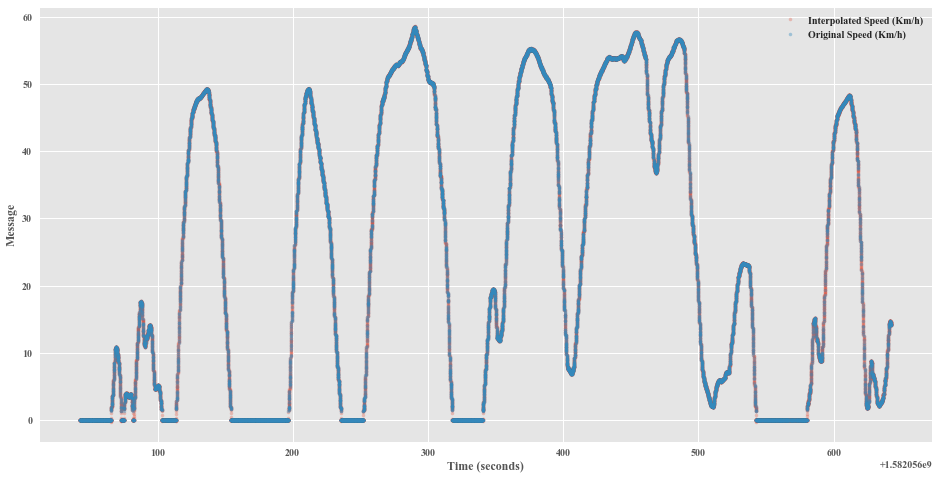 60
50
40
30
20
10
0
Message
Interpolated Speed (Km/h)
Original Speed (Km/h)
100
200
300
400
500
600
Time (seconds)
+1.582056e9